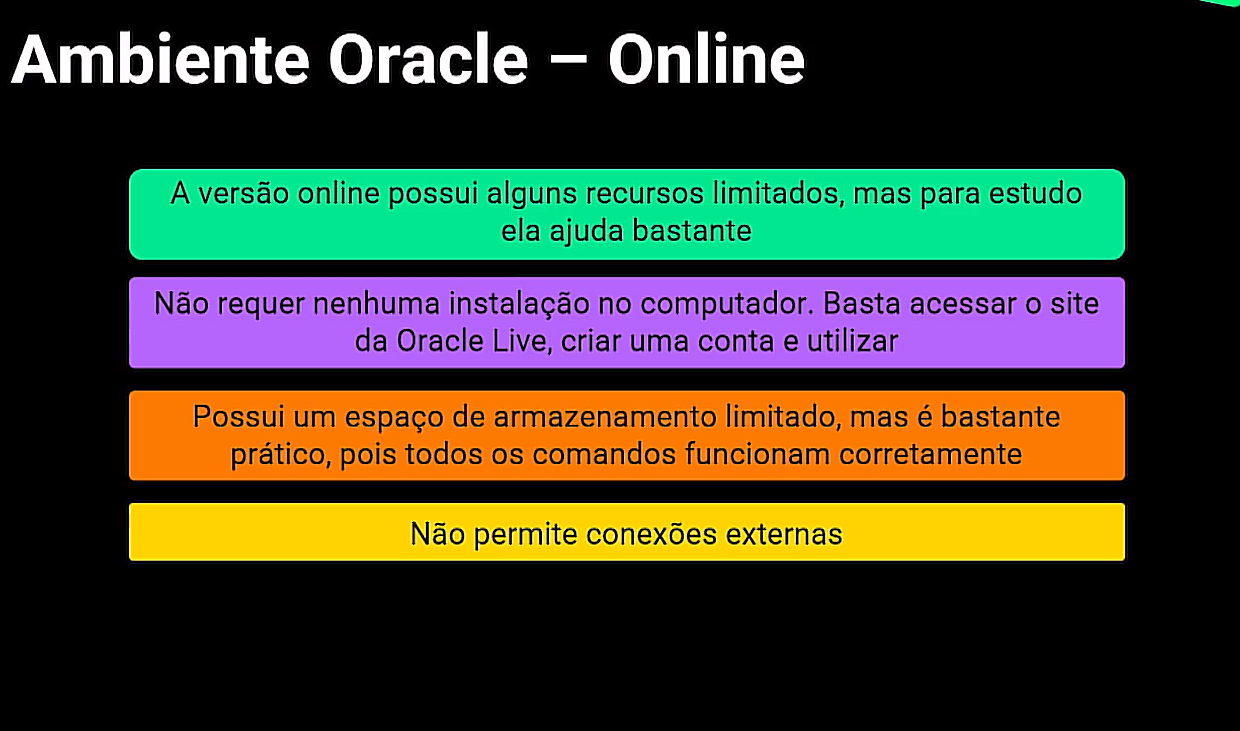 Ambiente Oracle – Online
A versão online possui alguns recursos limitados, mas para estudo
ela ajuda bastante
Não requer nenhuma instalação no computador. Basta acessar o site
da Oracle Live, criar uma conta e utilizar
Possui um espaço de armazenamento limitado, mas é bastante
prático, pois todos os comandos funcionam corretamente
Não permite conexões externas